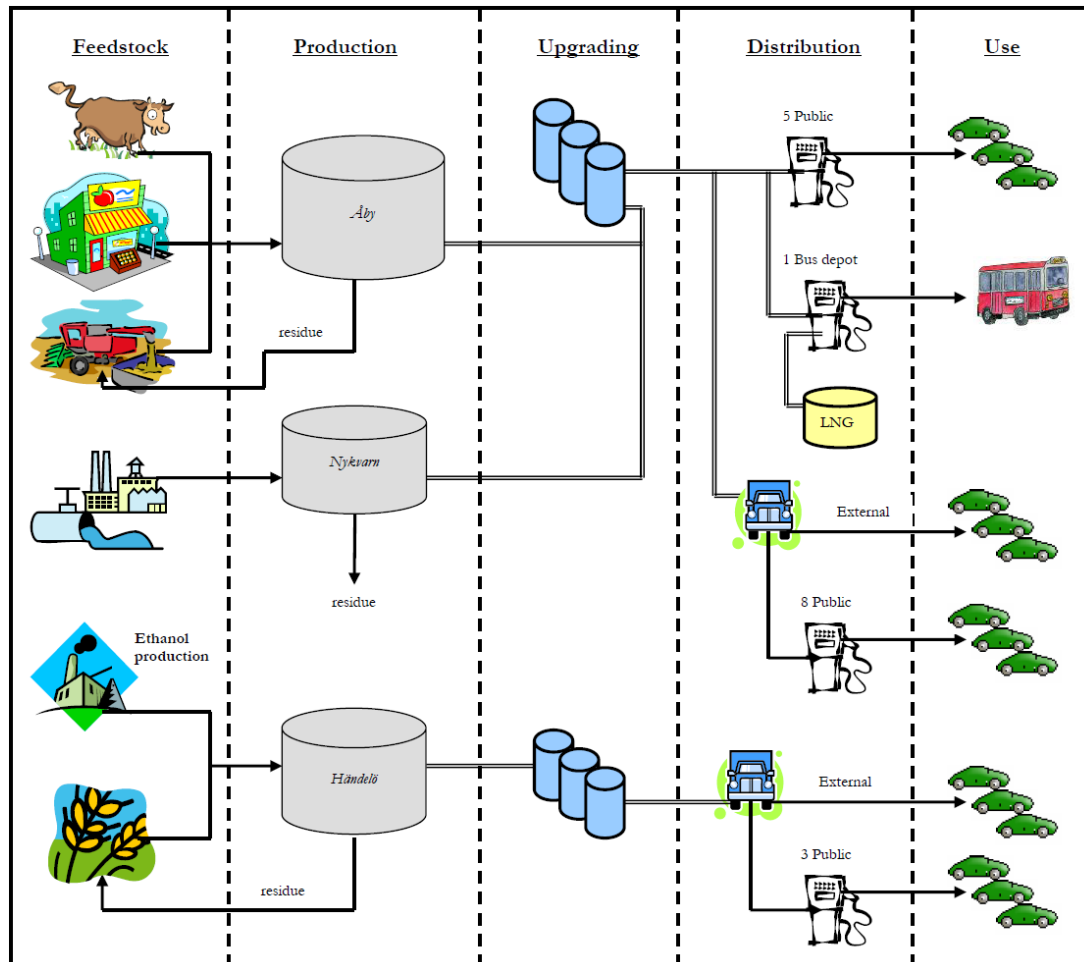 Feedstock
Production
Upgrading
Distribution
Use
5 Public
Åby
1 Bus depot
residue
LNG
Nykvarn
External
residue
8 Public
Ethanol
production
Händelö
External
3 Public
residue